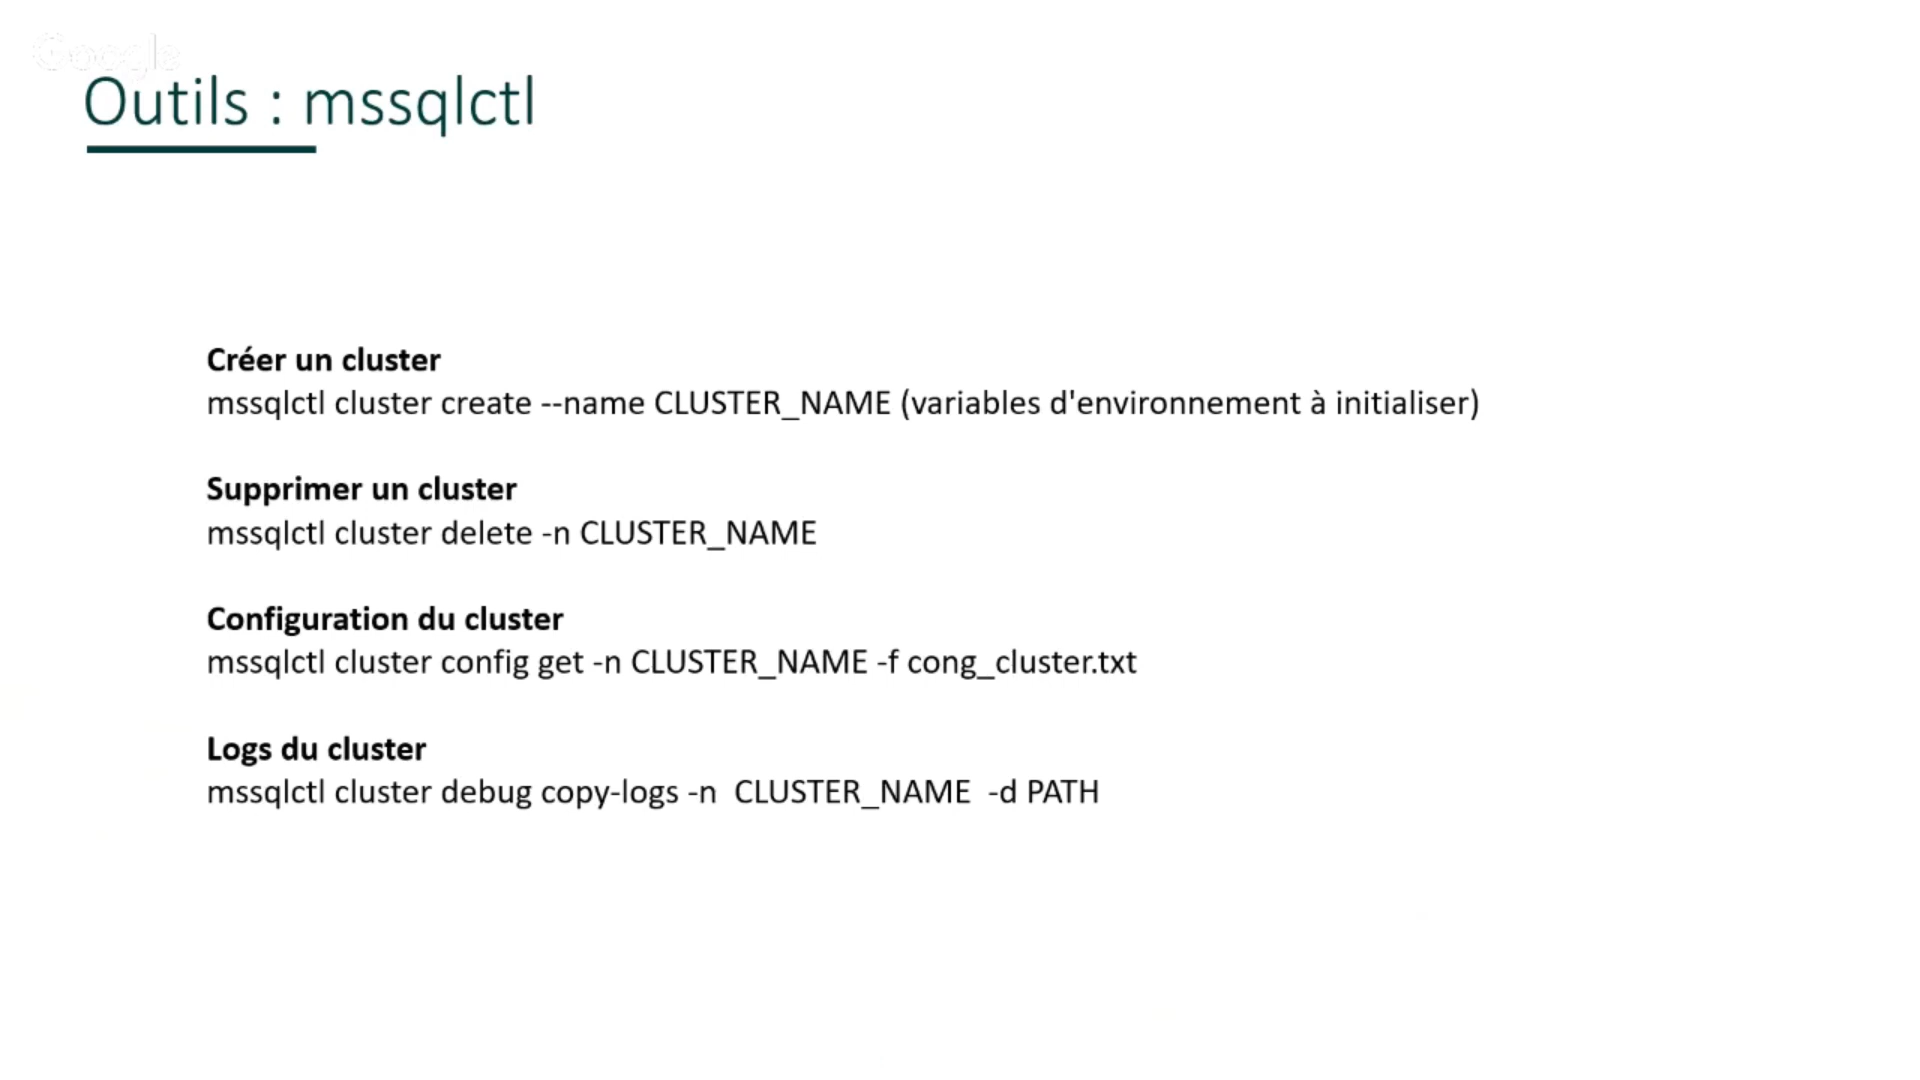 Google
Outils : mssqlctl
Créer un cluster
mssqlctl cluster create --name CLUSTER_NAME (variables d'environnement à initialiser)
Supprimer un cluster
mssqlctl cluster delete -n CLUSTER_NAME
Configuration du cluster
mssqlctl cluster config get -n CLUSTER_NAME -f cong_cluster.txt
Logs du cluster
mssqlctl cluster debug copy-logs -n  CLUSTER_NAME  -d PATH